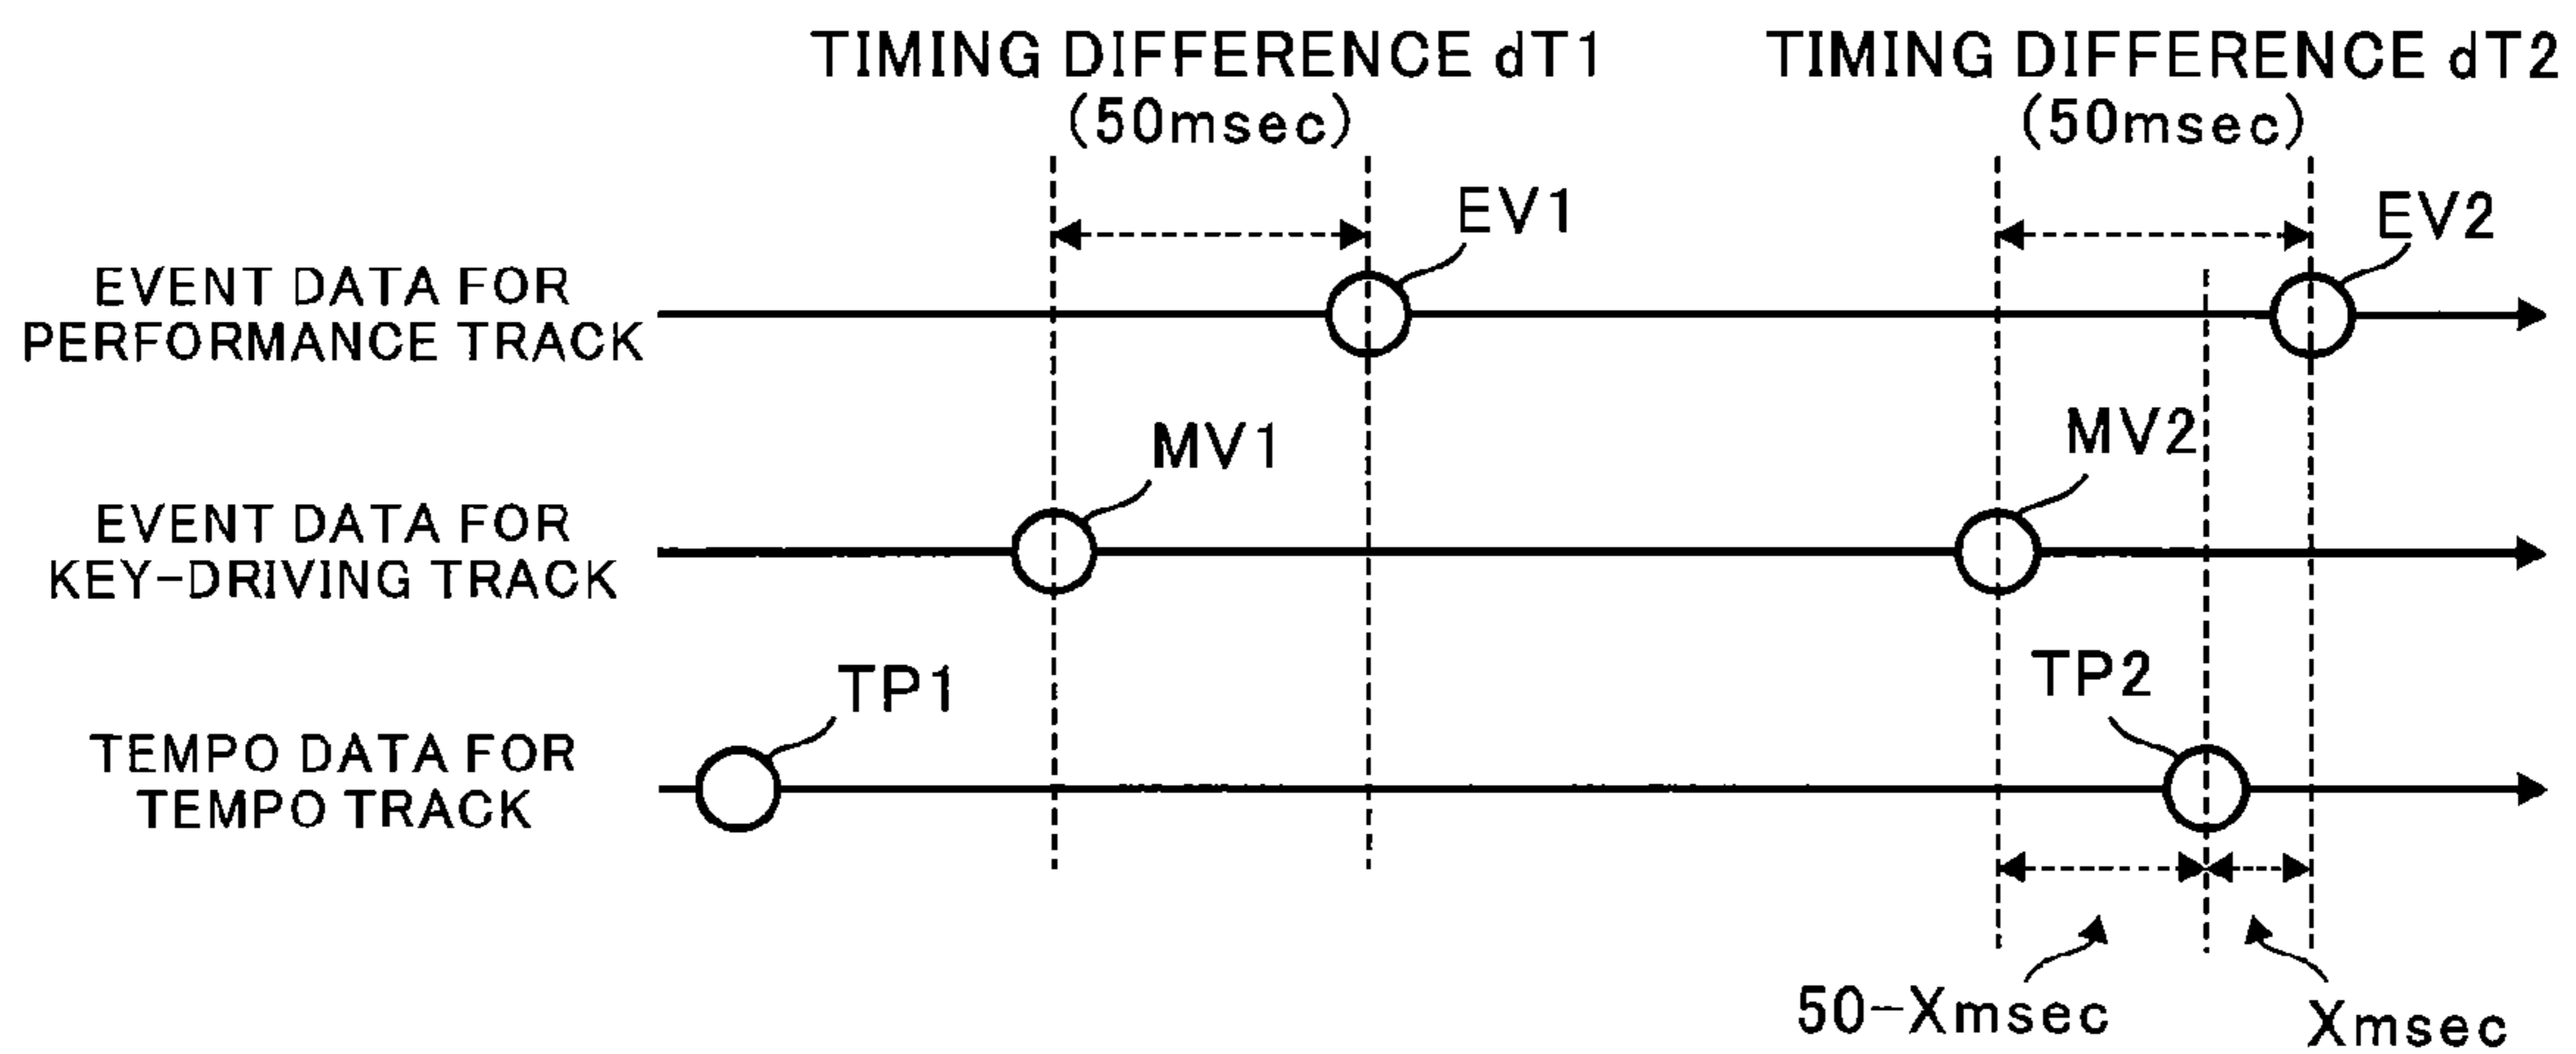 TIMING DIFFERENCE dT1
(50msec)
TIMING DIFFERENCE dT2
(50msec)
EV1
EV2
EVENT DATA FOR
PERFORMANCE TRACK
MV1
MV2
EVENT DATA FOR
KEY-DRIVING TRACK
TP1
TP2
TEMPO DATA FOR
TEMPO TRACK
50-Xmsec
Xmsec